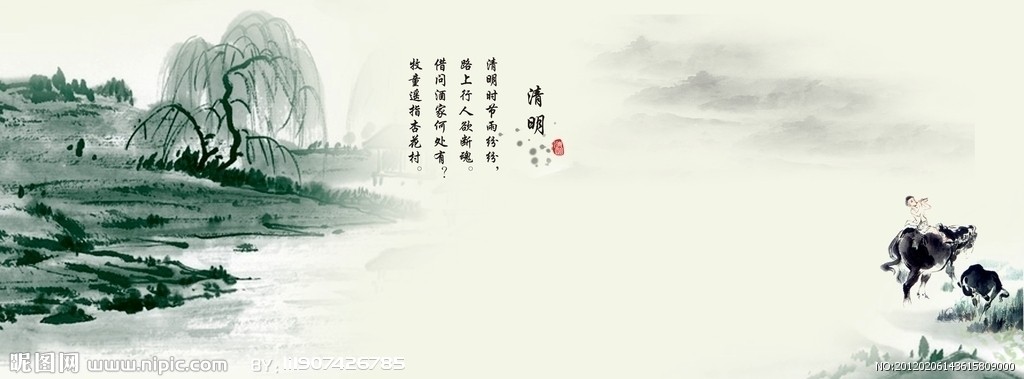 清明
清明时节雨纷纷，
路上行人欲断魂。
借问酒家何处有？
牧童遥指杏花村。
昵图网 www.nipic.com
BY:lll907426785
NO:20120206143615809000